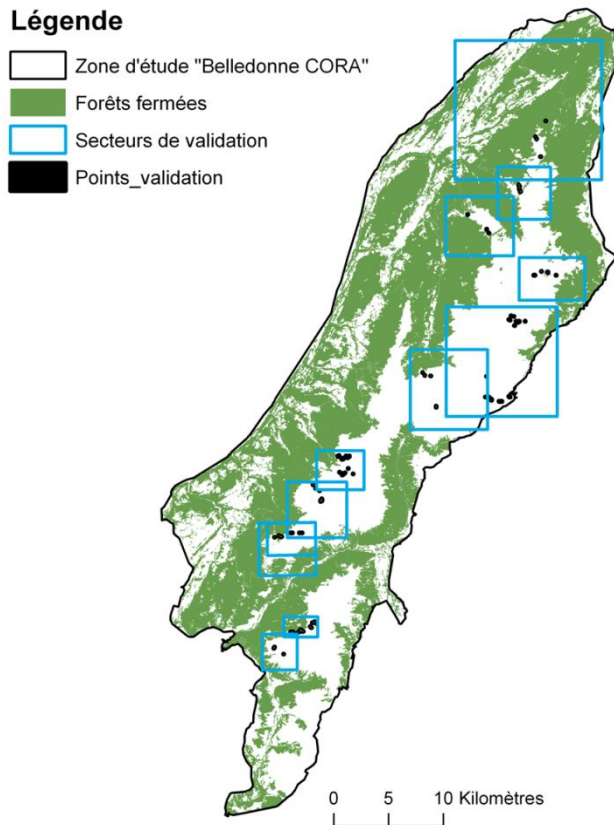 Légende
Zone d'étude "Belledonne CORA"
Forêts fermées
Secteurs de validation
Points_validation
0 5 10 Kilomètres